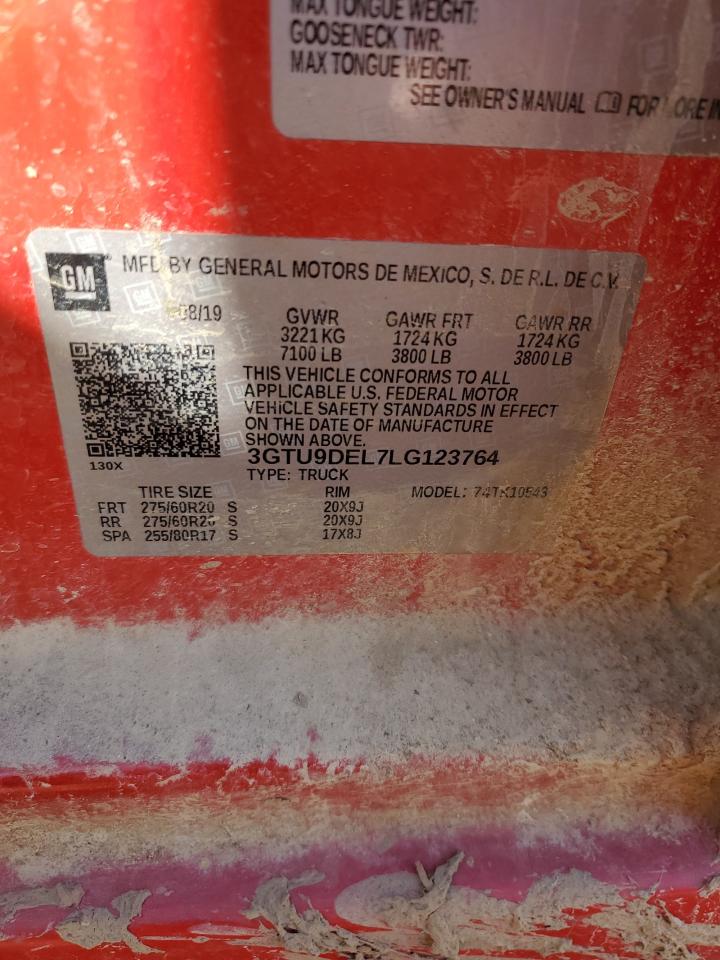 MAX TONGUE WEIGHT:
GOOSENECK TWR:
MAX TONGUE WEIGHT:
SEE OWNER'S MANUAL FOR MORE
GM MFD BY GENERAL MOTORS DE MEXICO, S. DE R.L. DE C.V.
08/19 GVWR GAWR FRT GAWR RR
3221 KG 1724 KG 1724 KG
7100 LB 3800 LB 3800 LB
THIS VEHICLE CONFORMS TO ALL
APPLICABLE U.S. FEDERAL MOTOR
VEHICLE SAFETY STANDARDS IN EFFECT
ON THE DATE OF MANUFACTURE
SHOWN ABOVE.
3GTU9DEL7LG123764
130X TYPE: TRUCK
TIRE SIZE RIM MODEL:
FRT 275/60R20 S 20X9J
RR 275/60R20 S 20X9J
SPA 255/80R17 S 17X8J